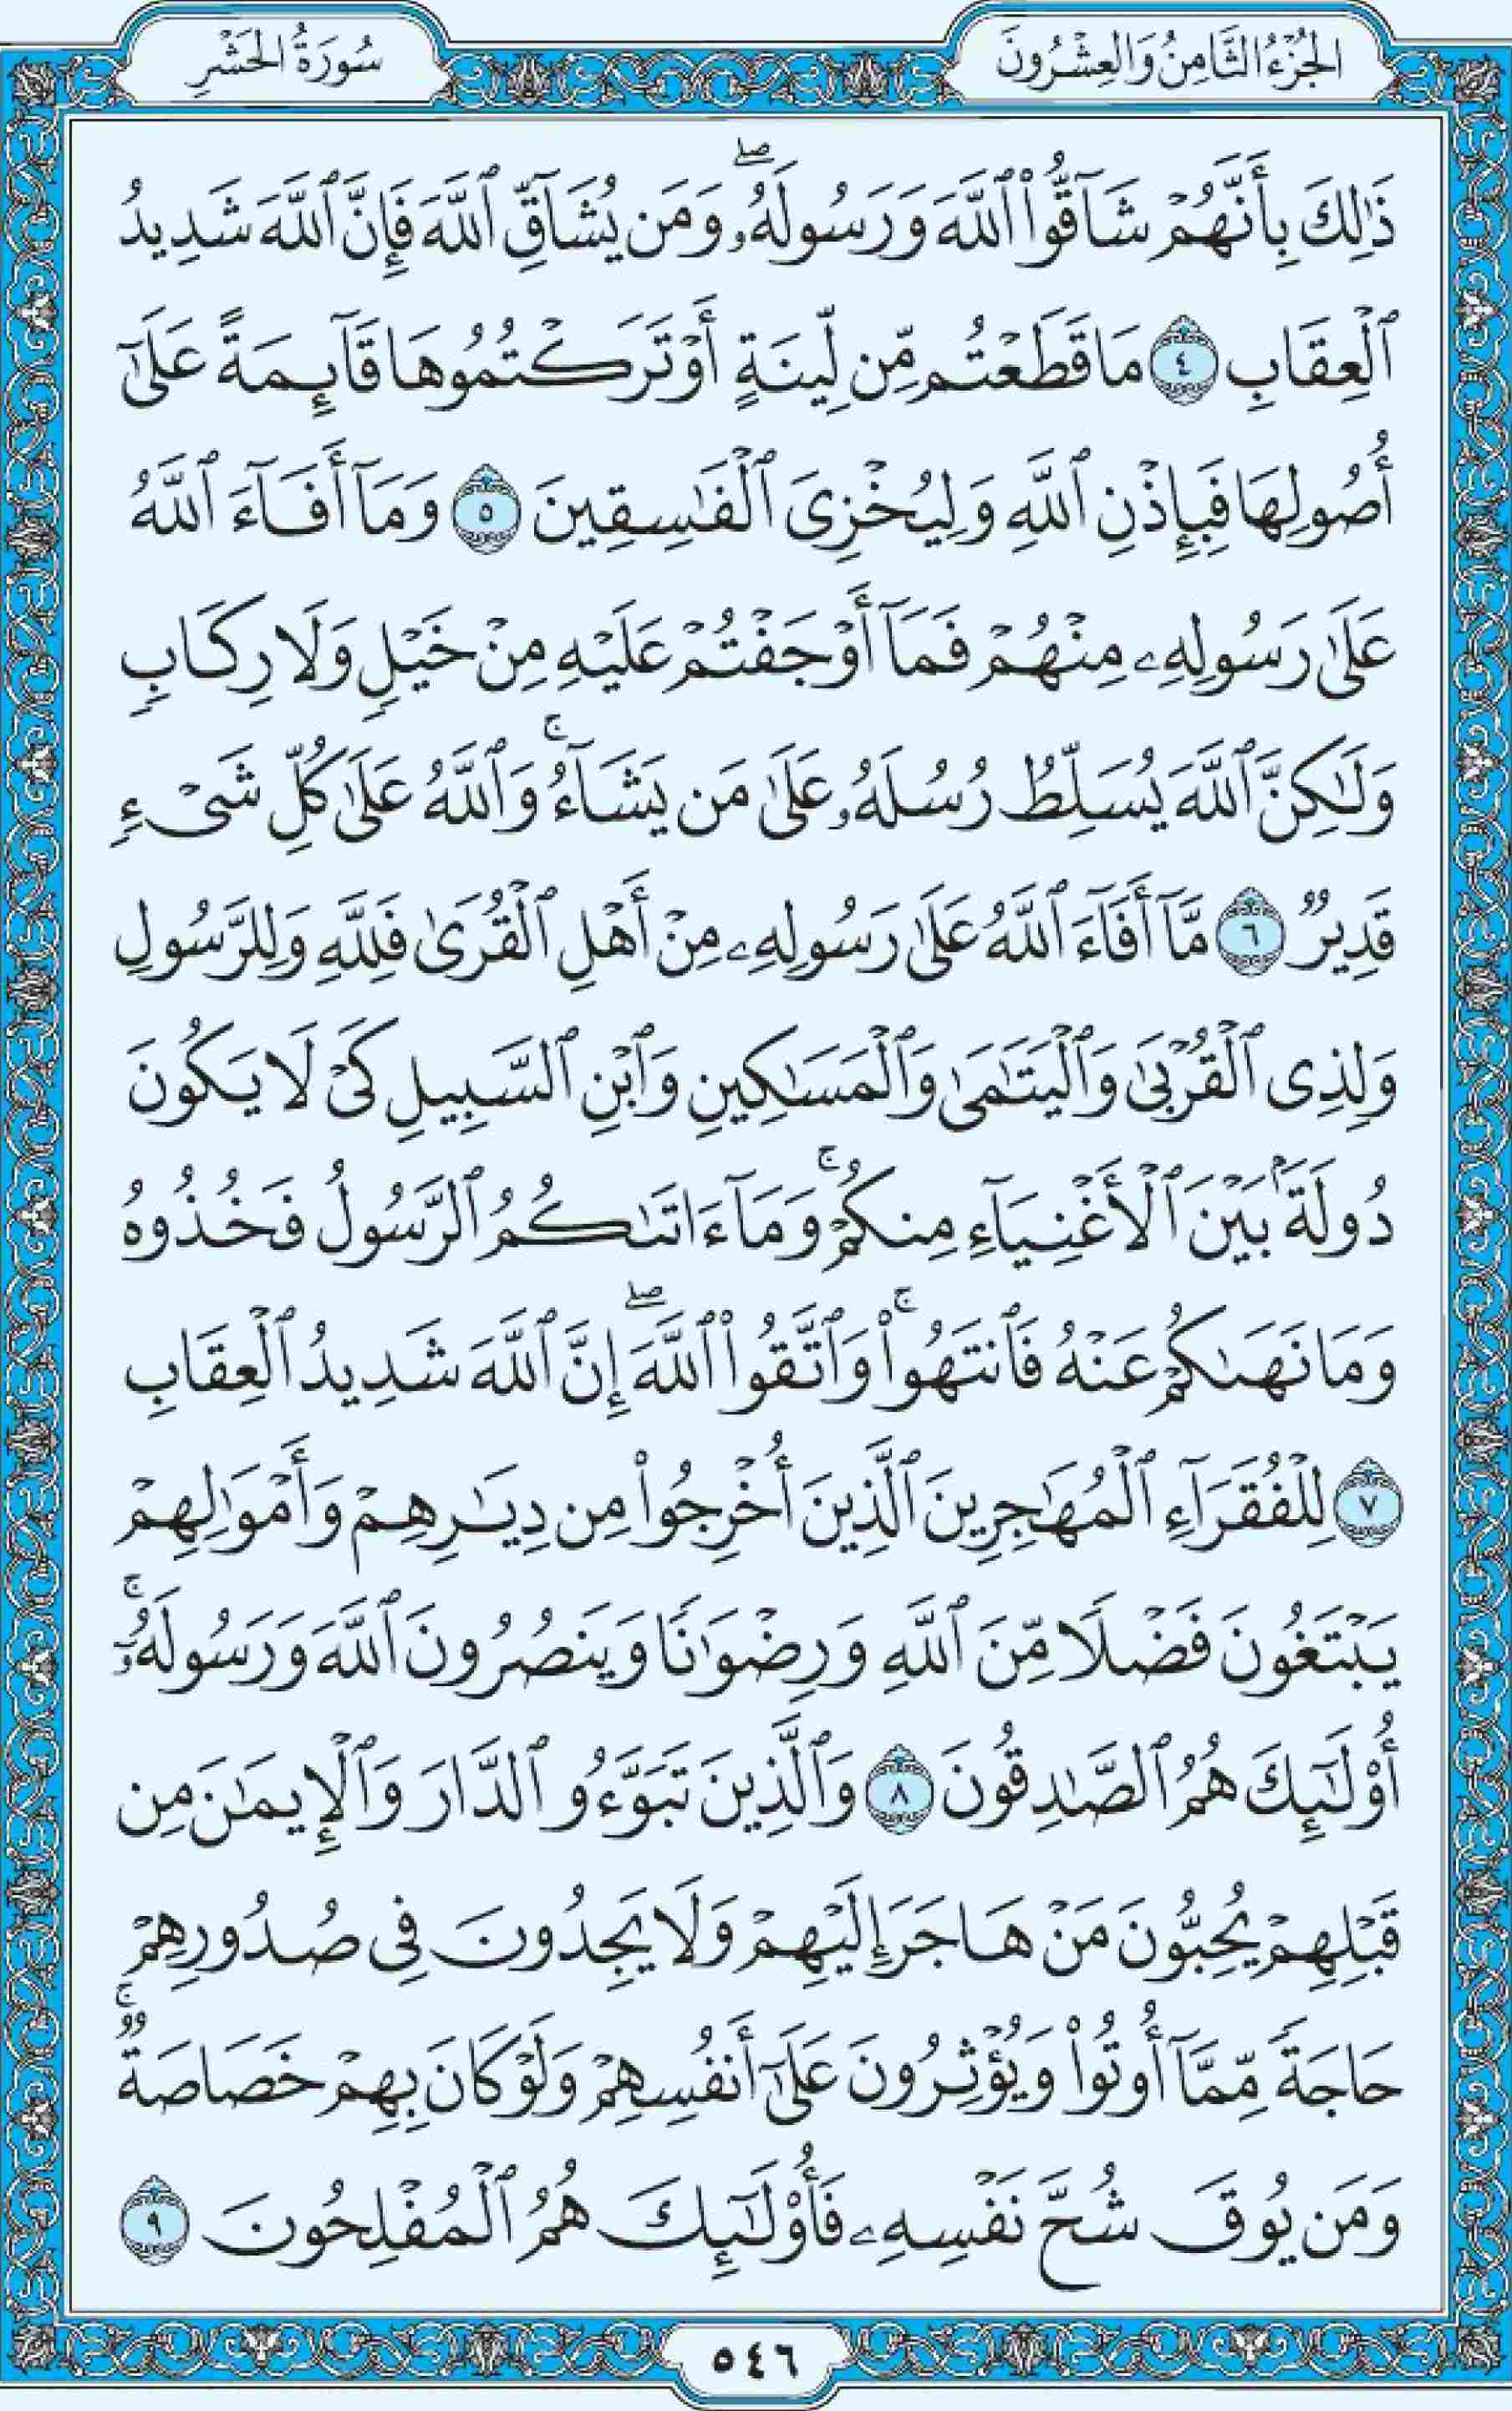 الجُزْءُ الثَّامِنُ وَالعِشْرُونَ
سُورَةُ الحَشْرِ
ذَٰلِكَ بِأَنَّهُمْ شَآقُّوا۟ ٱللَّهَ وَرَسُولَهُۥ ۖ وَمَن يُشَآقِّ ٱللَّهَ فَإِنَّ ٱللَّهَ شَدِيدُ
ٱلْعِقَابِ ٤ مَا قَطَعْتُم مِّن لِّينَةٍ أَوْ تَرَكْتُمُوهَا قَآئِمَةً عَلَىٰٓ
أُصُولِهَا فَبِإِذْنِ ٱللَّهِ وَلِيُخْزِىَ ٱلْفَٰسِقِينَ ٥ وَمَآ أَفَآءَ ٱللَّهُ
عَلَىٰ رَسُولِهِۦ مِنْهُمْ فَمَآ أَوْجَفْتُمْ عَلَيْهِ مِنْ خَيْلٍ وَلَا رِكَابٍ
وَلَٰكِنَّ ٱللَّهَ يُسَلِّطُ رُسُلَهُۥ عَلَىٰ مَن يَشَآءُ ۚ وَٱللَّهُ عَلَىٰ كُلِّ شَىْءٍ
قَدِيرٌ ٦ مَّآ أَفَآءَ ٱللَّهُ عَلَىٰ رَسُولِهِۦ مِنْ أَهْلِ ٱلْقُرَىٰ فَلِلَّهِ وَلِلرَّسُولِ
وَلِذِى ٱلْقُرْبَىٰ وَٱلْيَتَٰمَىٰ وَٱلْمَسَٰكِينِ وَٱبْنِ ٱلسَّبِيلِ كَىْ لَا يَكُونَ
دُولَةًۢ بَيْنَ ٱلْأَغْنِيَآءِ مِنكُمْ ۚ وَمَآ ءَاتَىٰكُمُ ٱلرَّسُولُ فَخُذُوهُ
وَمَا نَهَىٰكُمْ عَنْهُ فَٱنتَهُوا۟ ۚ وَٱتَّقُوا۟ ٱللَّهَ ۖ إِنَّ ٱللَّهَ شَدِيدُ ٱلْعِقَابِ
٧ لِلْفُقَرَآءِ ٱلْمُهَٰجِرِينَ ٱلَّذِينَ أُخْرِجُوا۟ مِن دِيَٰرِهِمْ وَأَمْوَٰلِهِمْ
يَبْتَغُونَ فَضْلًا مِّنَ ٱللَّهِ وَرِضْوَٰنًا وَيَنصُرُونَ ٱللَّهَ وَرَسُولَهُۥٓ ۚ
أُو۟لَٰٓئِكَ هُمُ ٱلصَّٰدِقُونَ ٨ وَٱلَّذِينَ تَبَوَّءُو ٱلدَّارَ وَٱلْإِيمَٰنَ مِن
قَبْلِهِمْ يُحِبُّونَ مَنْ هَاجَرَ إِلَيْهِمْ وَلَا يَجِدُونَ فِى صُدُورِهِمْ
حَاجَةً مِّمَّآ أُوتُوا۟ وَيُؤْثِرُونَ عَلَىٰٓ أَنفُسِهِمْ وَلَوْ كَانَ بِهِمْ خَصَاصَةٌ ۚ
وَمَن يُوقَ شُحَّ نَفْسِهِۦ فَأُو۟لَٰٓئِكَ هُمُ ٱلْمُفْلِحُونَ ٩
٥٤٦